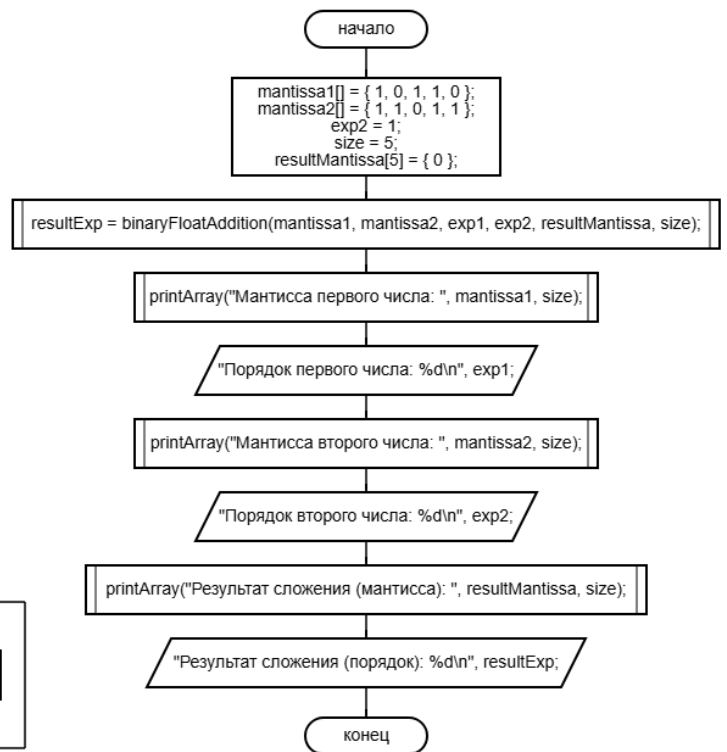 начало
mantissa1[] = { 1, 0, 1, 1, 0 };
mantissa2[] = { 1, 1, 0, 1, 1 };
exp2 = 1;
size = 5;
resultMantissa[5] = { 0 };
resultExp = binaryFloatAddition(mantissa1, mantissa2, exp1, exp2, resultMantissa, size);
printArray("Мантисса первого числа: ", mantissa1, size);
"Порядок первого числа: %d\n", exp1;
printArray("Мантисса второго числа: ", mantissa2, size);
"Порядок второго числа: %d\n", exp2;
printArray("Результат сложения (мантисса): ", resultMantissa, size);
"Результат сложения (порядок): %d\n", resultExp;
конец